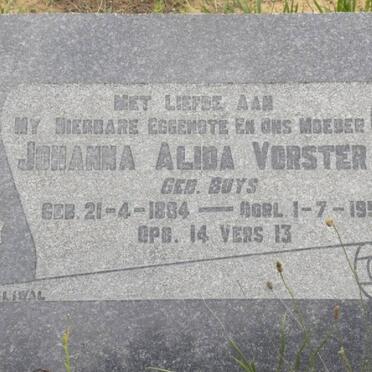 MET LIEFDE AAN
MY DIERBARE EGGENOTE EN ONS MOEDER
JOHANNA ALIDA VORSTER
GEB. BUYS
GEB. 21-4-1884 — OORL. 1-7-195
OPB. 14 VERS 13